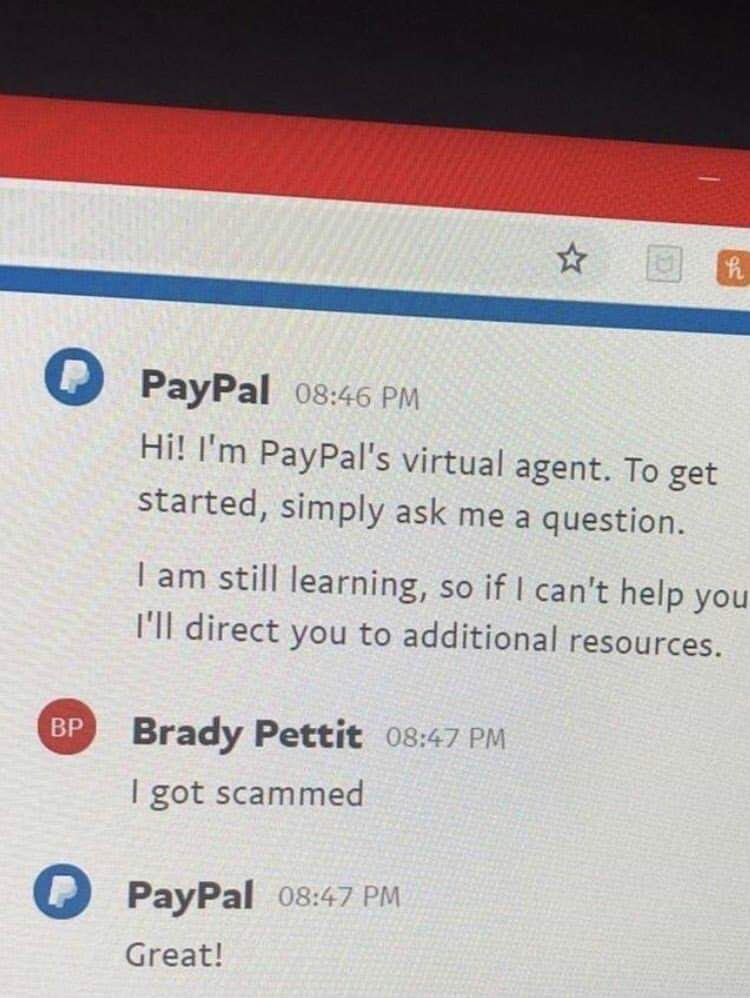 PayPal 08:46 PM
Hi! I'm PayPal's virtual agent. To get
started, simply ask me a question.
I am still learning, so if I can't help you
I'll direct you to additional resources.
BP Brady Pettit 08:47 PM
I got scammed
PayPal 08:47 PM
Great!